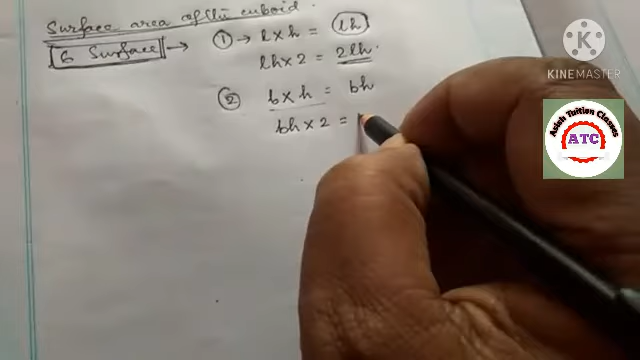 Surface area of the cuboid
6 Surface → ① → l × h = lh
lh × 2 = 2lh.
② b × h = bh
bh × 2 =
KINEMASTER
Asish Tuition Classes
ATC